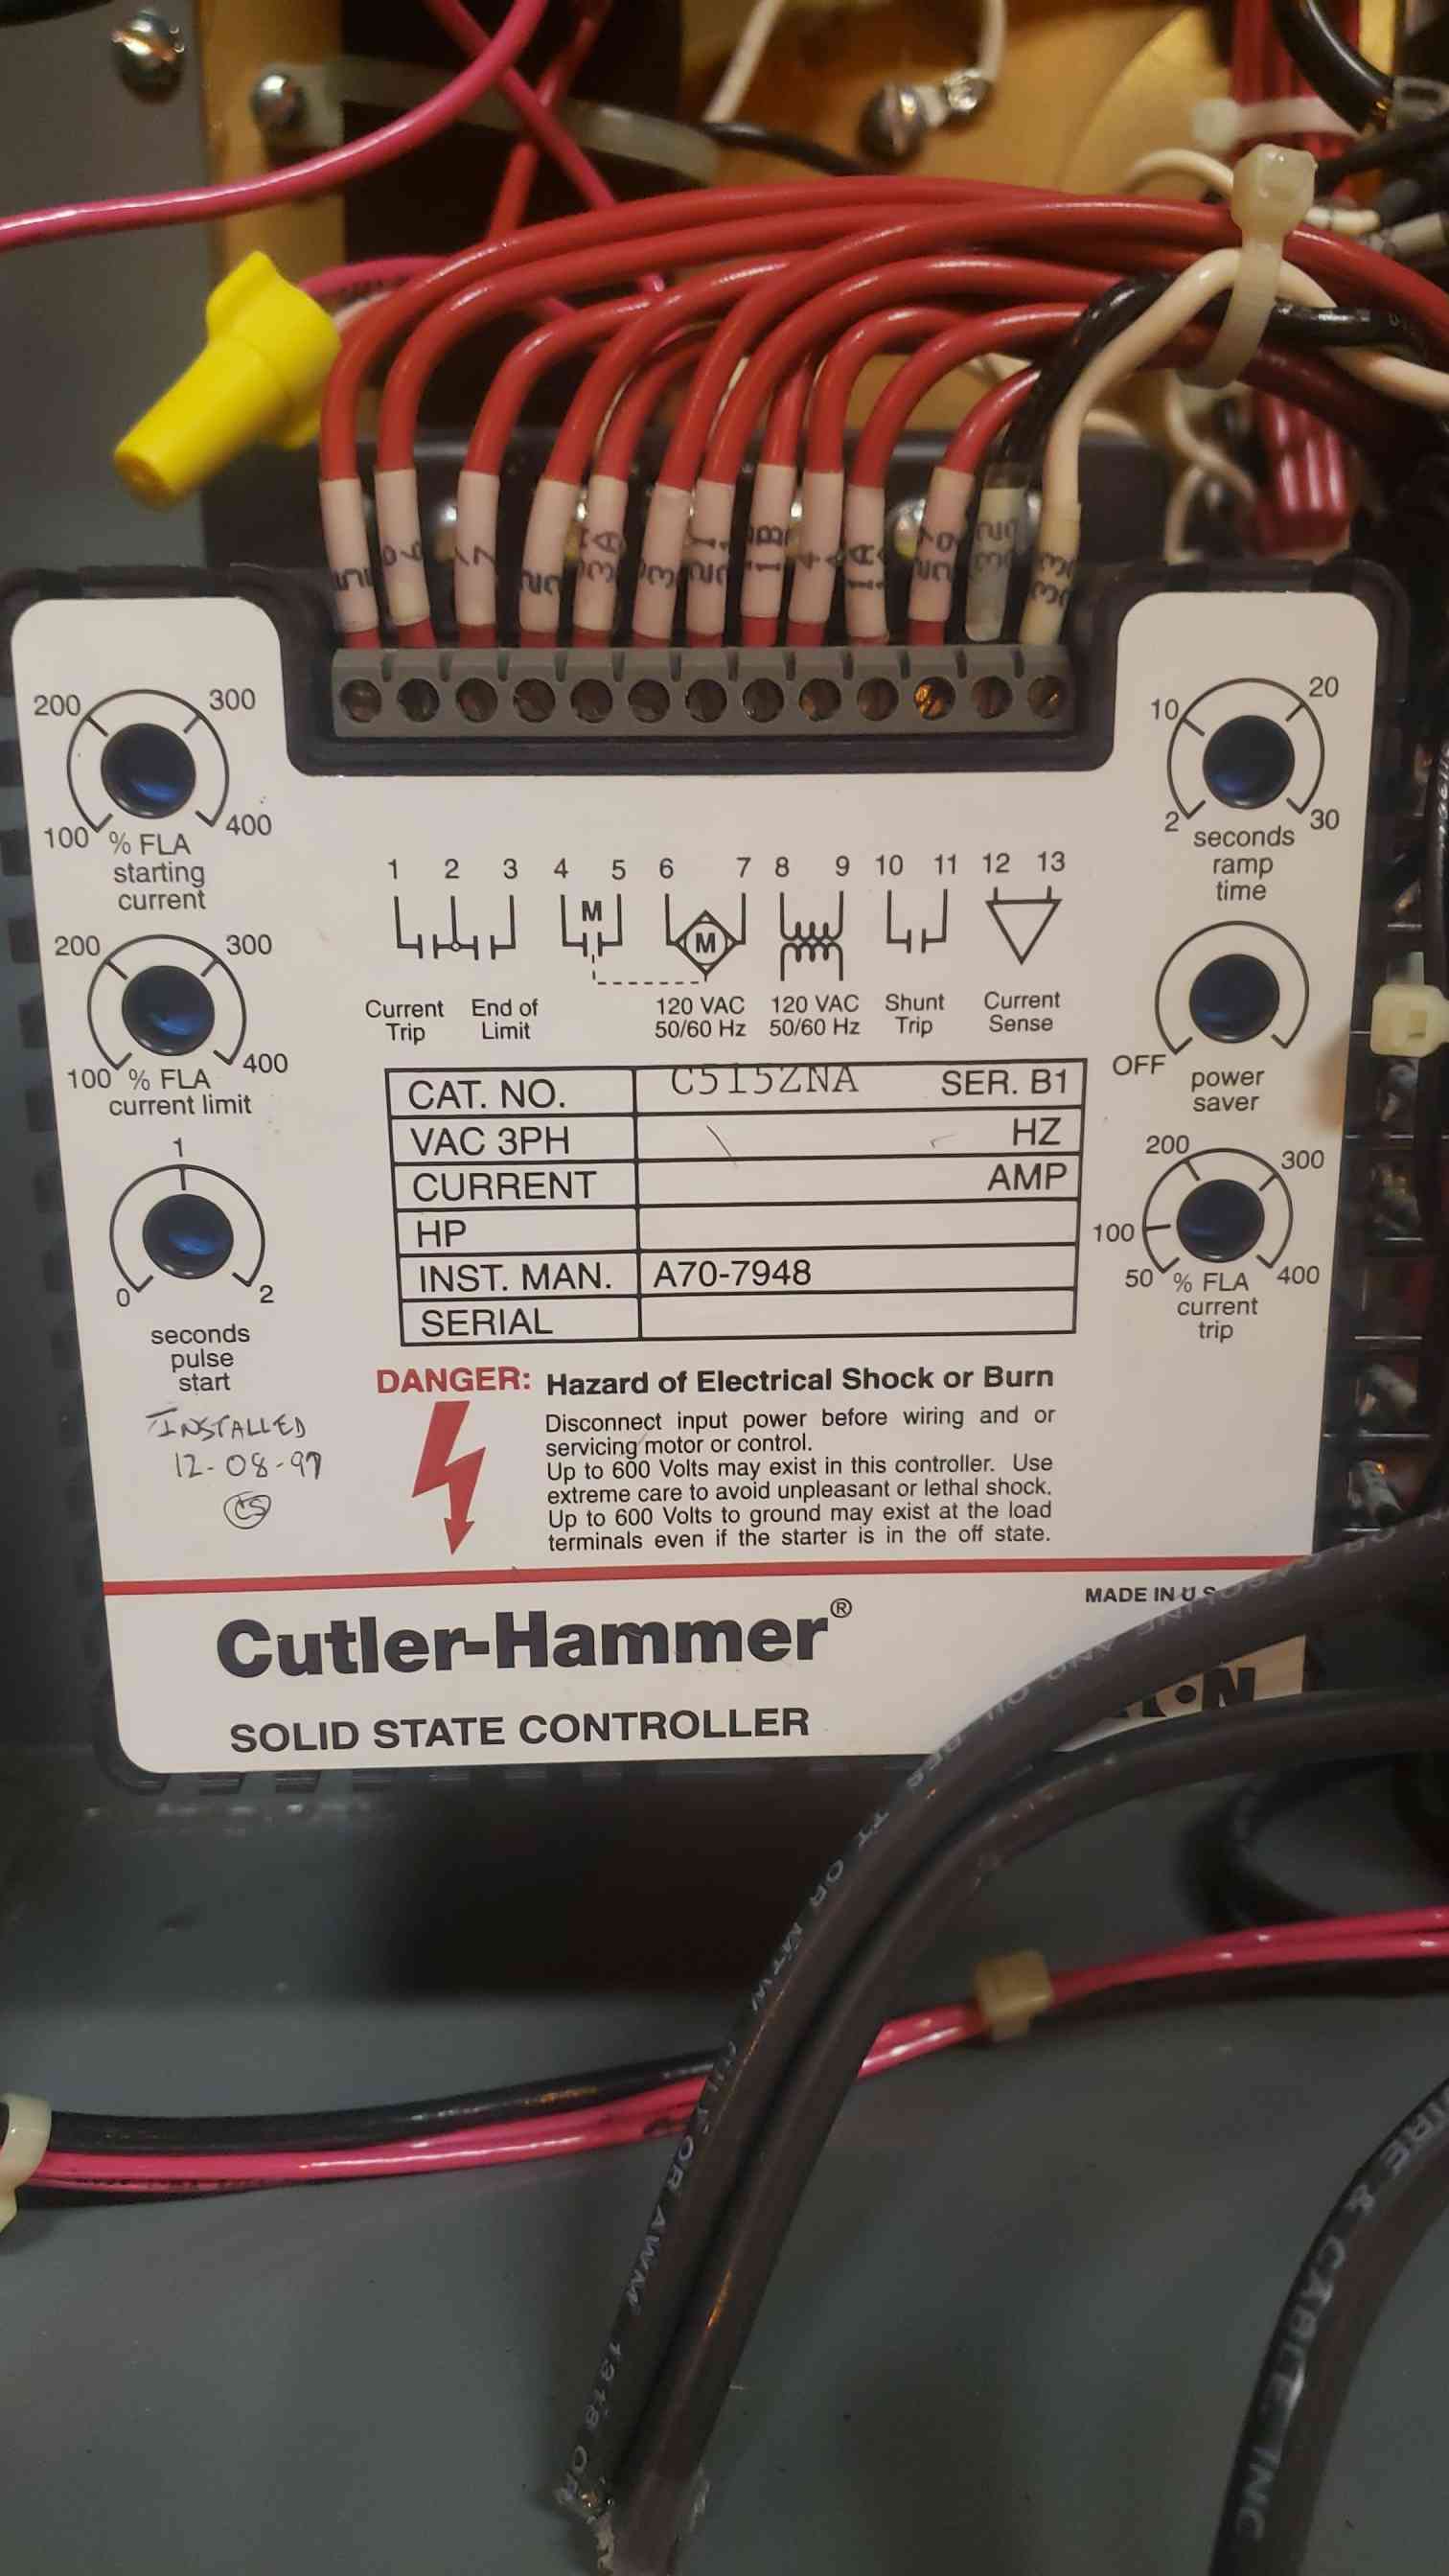 200 300
100 400
% FLA
starting
current
10 20
2 30
seconds
ramp
time
1 2 3 4 5 6 7 8 9 10 11 12 13
M
M
Current
Trip
End of
Limit
120 VAC
50/60 Hz
120 VAC
50/60 Hz
Shunt
Trip
Current
Sense
200 300
100 400
% FLA
current limit
OFF
power
saver
CAT. NO. C515ZNA SER. B1
VAC 3PH HZ
CURRENT AMP
HP
INST. MAN. A70-7948
SERIAL
1
0 2
seconds
pulse
start
200 300
100
50 400
% FLA
current
trip
INSTALLED
12-08-97
CS
DANGER: Hazard of Electrical Shock or Burn
Disconnect input power before wiring and or
servicing motor or control.
Up to 600 Volts may exist in this controller. Use
extreme care to avoid unpleasant or lethal shock.
Up to 600 Volts to ground may exist at the load
terminals even if the starter is in the off state.
MADE IN U.S
Cutler-Hammer®
SOLID STATE CONTROLLER
OR MTW
OR AWM
& CABLE INC